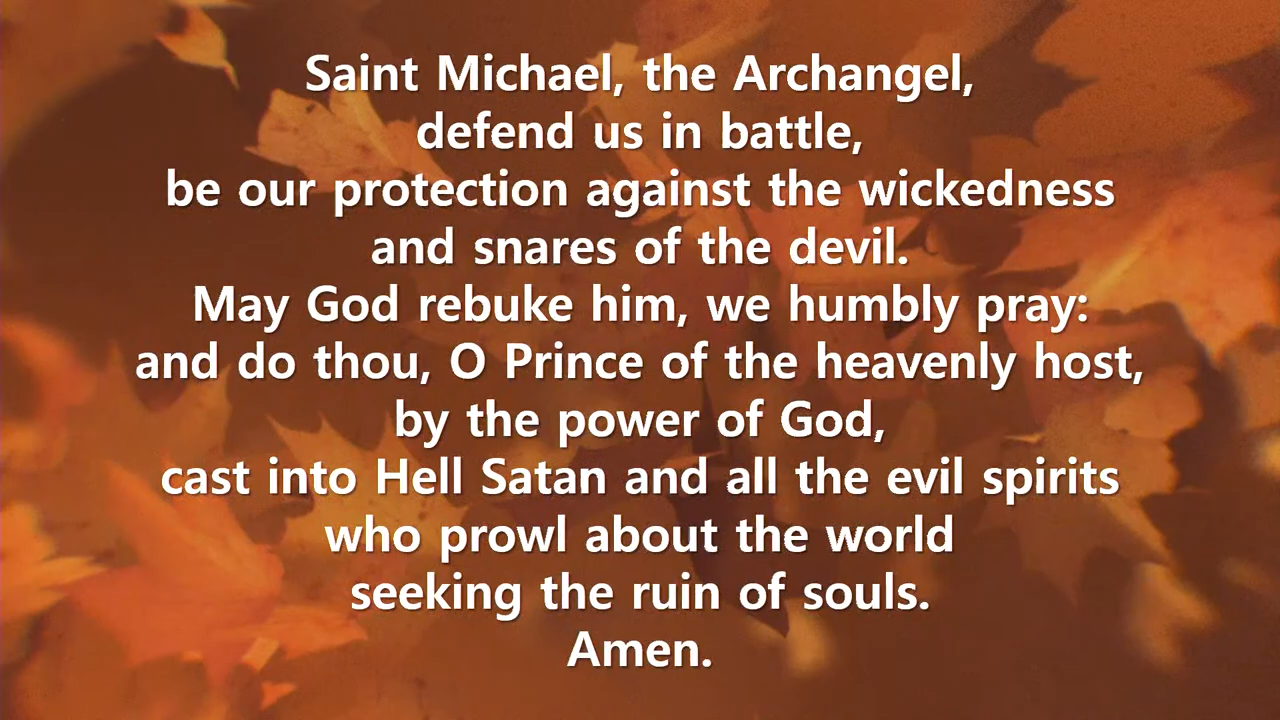 Saint Michael, the Archangel,
defend us in battle,
be our protection against the wickedness
and snares of the devil.
May God rebuke him, we humbly pray:
and do thou, O Prince of the heavenly host,
by the power of God,
cast into Hell Satan and all the evil spirits
who prowl about the world
seeking the ruin of souls.
Amen.